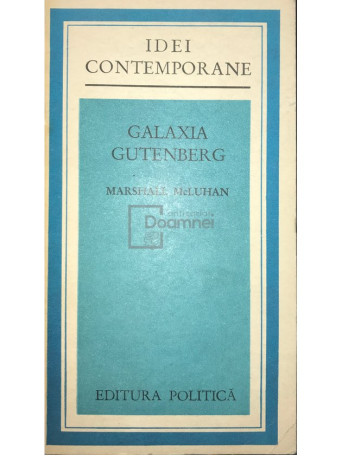 IDEI
CONTEMPORANE
GALAXIA
GUTENBERG
MARSHALL McLUHAN
Doamnei
EDITURA POLITICĂ